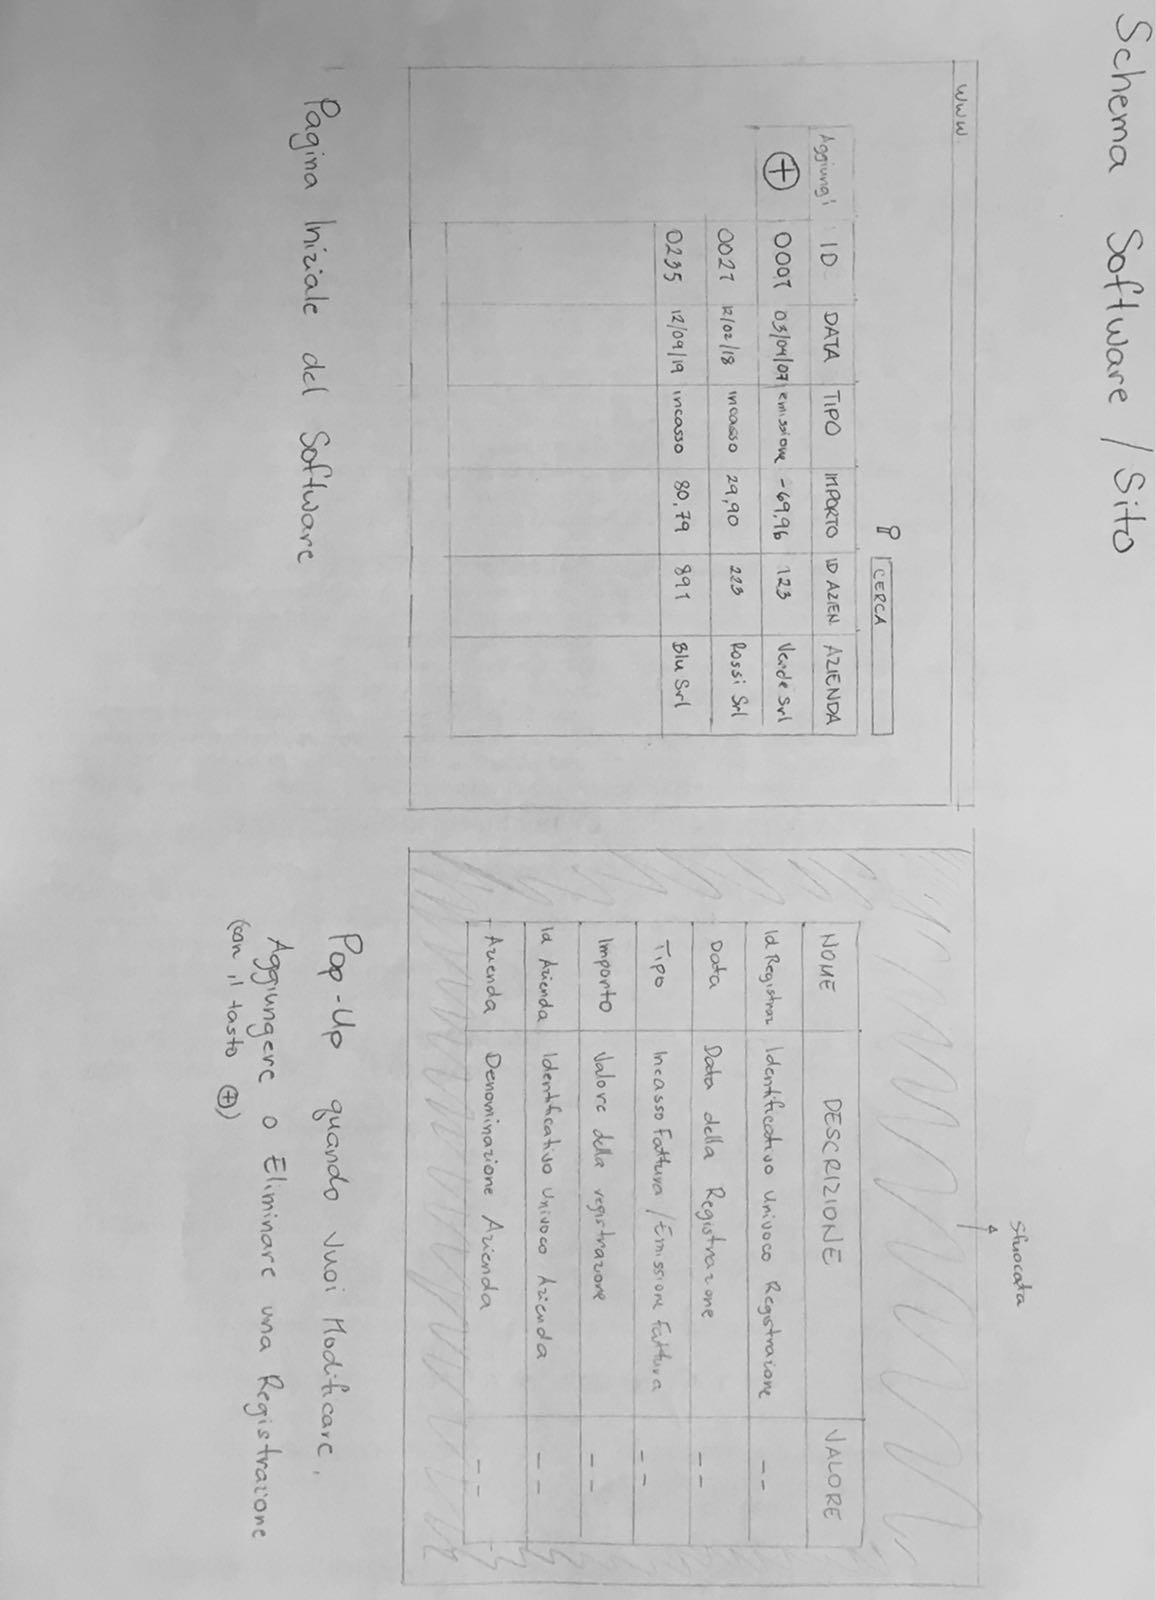 Schema Software / Sito
www.
CERCA
Aggiungi ID DATA TIPO IMPORTO ID AZIEN. AZIENDA
+ 03/04/07 emissione -69,96 123 Verde Srl
0027 12/02/18 incasso 29,90 223 Rossi Srl
0235 12/09/19 incasso 80,79 891 Blu Srl
Pagina Iniziale del Software
Sfuocata
NOME DESCRIZIONE VALORE
Id Registraz Identificativo Univoco Registrazione --
Data Data della Registrazione --
Tipo Incasso Fattura / Emissione Fattura --
Importo Valore della registrazione --
Id Azienda Identificativo Univoco Azienda --
Azienda Denominazione Azienda --
Pop-Up quando vuoi Modificare,
Aggiungere o Eliminare una Registrazione
(con il tasto +)